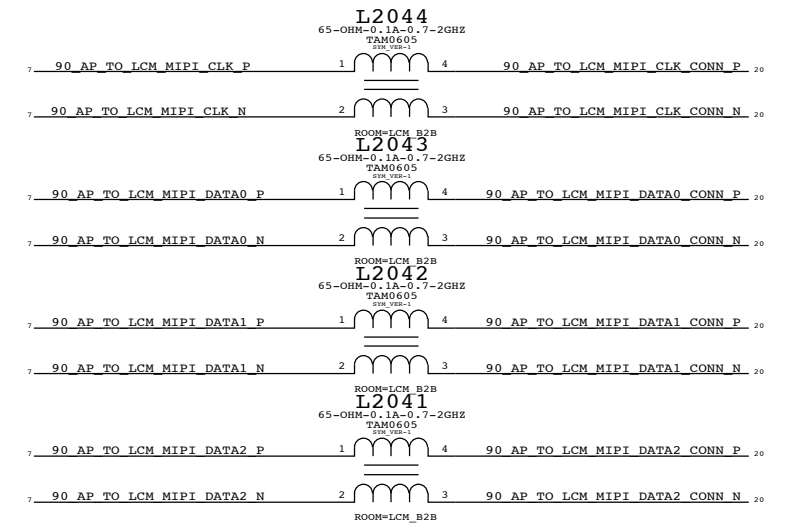 L2044
65-OHM-0.1A-0.7-2GHZ
TAM0605
SYM_VER-1
7 90_AP_TO_LCM_MIPI_CLK_P 1 4 90_AP_TO_LCM_MIPI_CLK_CONN_P 20
7 90_AP_TO_LCM_MIPI_CLK_N 2 3 90_AP_TO_LCM_MIPI_CLK_CONN_N 20
ROOM=LCM_B2B
L2043
65-OHM-0.1A-0.7-2GHZ
TAM0605
SYM_VER-1
7 90_AP_TO_LCM_MIPI_DATA0_P 1 4 90_AP_TO_LCM_MIPI_DATA0_CONN_P 20
7 90_AP_TO_LCM_MIPI_DATA0_N 2 3 90_AP_TO_LCM_MIPI_DATA0_CONN_N 20
ROOM=LCM_B2B
L2042
65-OHM-0.1A-0.7-2GHZ
TAM0605
SYM_VER-1
7 90_AP_TO_LCM_MIPI_DATA1_P 1 4 90_AP_TO_LCM_MIPI_DATA1_CONN_P 20
7 90_AP_TO_LCM_MIPI_DATA1_N 2 3 90_AP_TO_LCM_MIPI_DATA1_CONN_N 20
ROOM=LCM_B2B
L2041
65-OHM-0.1A-0.7-2GHZ
TAM0605
SYM_VER-1
7 90_AP_TO_LCM_MIPI_DATA2_P 1 4 90_AP_TO_LCM_MIPI_DATA2_CONN_P 20
7 90_AP_TO_LCM_MIPI_DATA2_N 2 3 90_AP_TO_LCM_MIPI_DATA2_CONN_N 20
ROOM=LCM_B2B